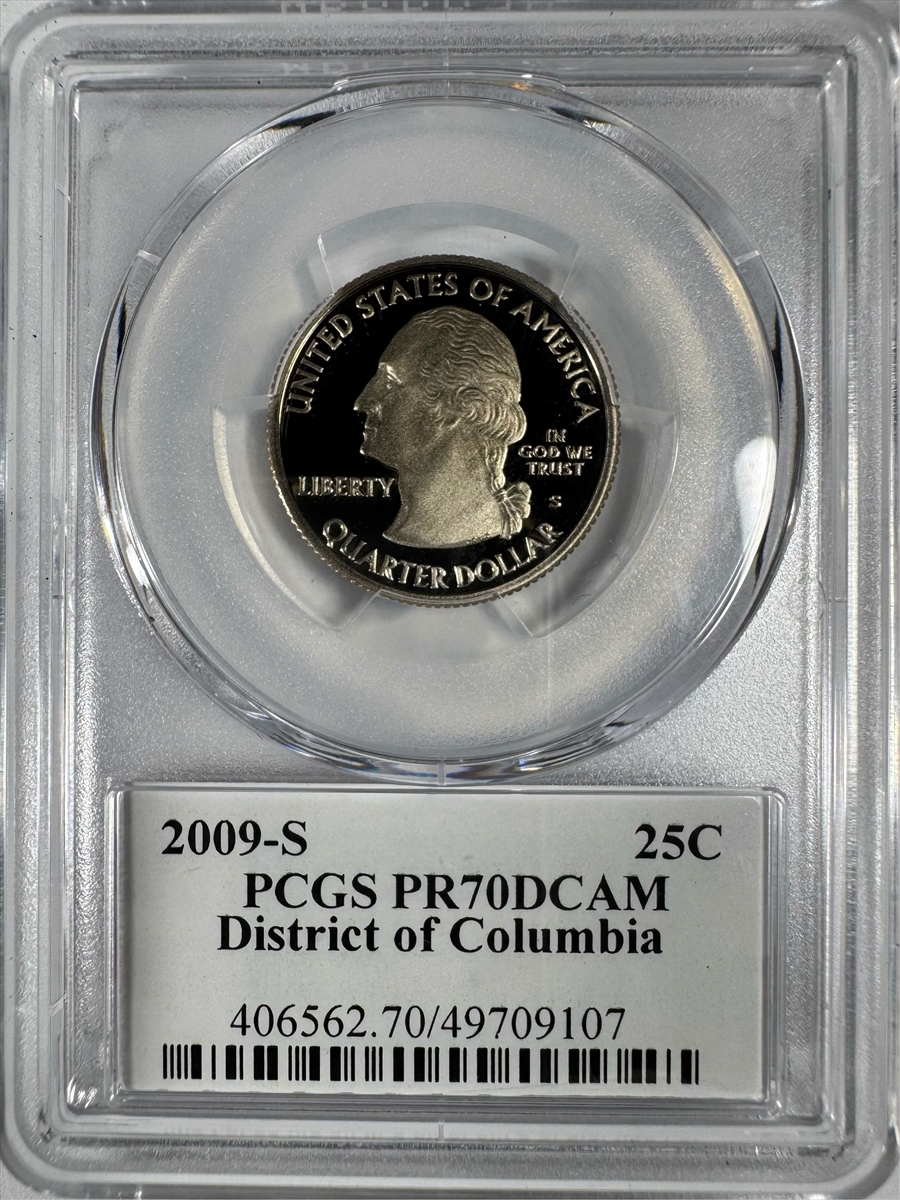 UNITED STATES OF AMERICA
IN
GOD WE
TRUST
LIBERTY
S
QUARTER DOLLAR
2009-S 25C
PCGS PR70DCAM
District of Columbia
406562.70/49709107